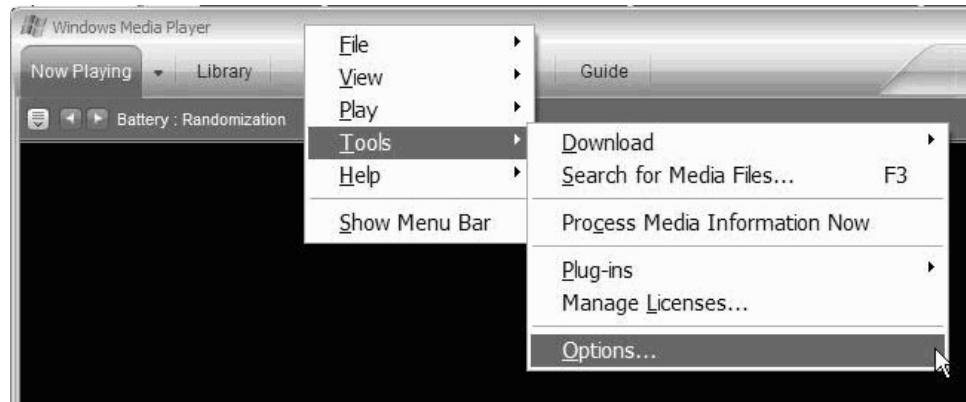 Windows Media Player
Now Playing
Library
Guide
Battery : Randomization
File
View
Play
Tools
Help
Show Menu Bar
Download
Search for Media Files... F3
Process Media Information Now
Plug-ins
Manage Licenses...
Options...